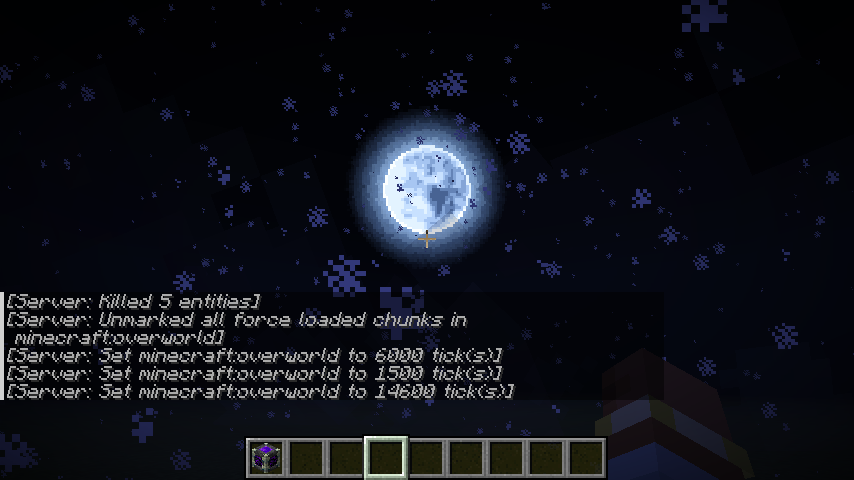 [Server: Killed 5 entities]
[Server: Unmarked all force loaded chunks in
minecraft:overworld]
[Server: Set minecraft:overworld to 6000 tick(s)]
[Server: Set minecraft:overworld to 1500 tick(s)]
[Server: Set minecraft:overworld to 14600 tick(s)]